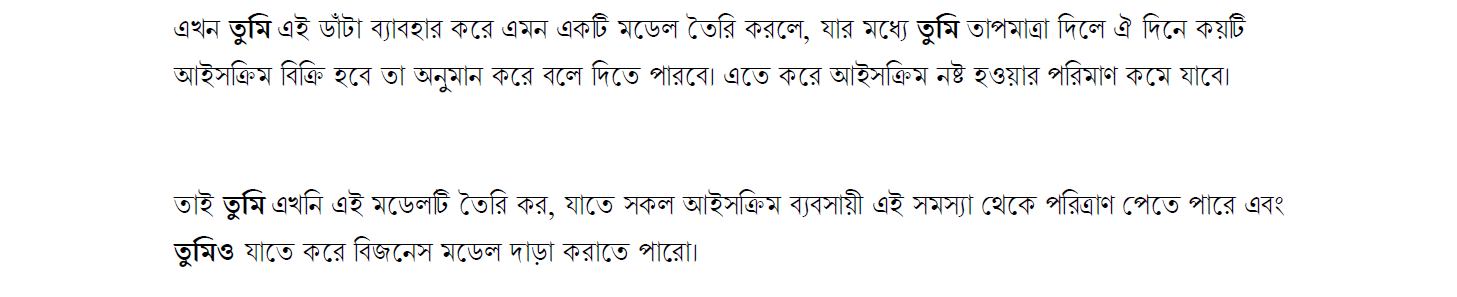 এখন তুমি এই ডাঁটা ব্যাবহার করে এমন একটি মডেল তৈরি করলে, যার মধ্যে তুমি তাপমাত্রা দিলে ঐ দিনে কয়টি
আইসক্রিম বিক্রি হবে তা অনুমান করে বলে দিতে পারবে। এতে করে আইসক্রিম নষ্ট হওয়ার পরিমাণ কমে যাবে।
তাই তুমি এখনি এই মডেলটি তৈরি কর, যাতে সকল আইসক্রিম ব্যবসায়ী এই সমস্যা থেকে পরিত্রাণ পেতে পারে এবং
তুমিও যাতে করে বিজনেস মডেল দাড়া করাতে পারো।